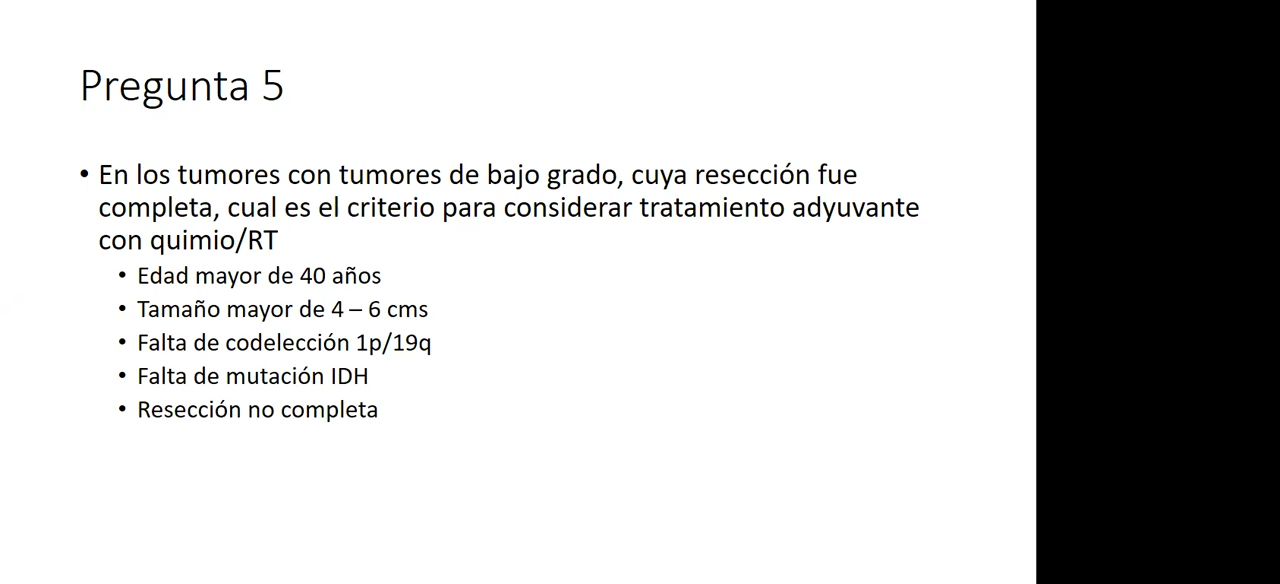 Pregunta 5
• En los tumores con tumores de bajo grado, cuya resección fue
completa, cual es el criterio para considerar tratamiento adyuvante
con quimio/RT
• Edad mayor de 40 años
• Tamaño mayor de 4 – 6 cms
• Falta de codelección 1p/19q
• Falta de mutación IDH
• Resección no completa